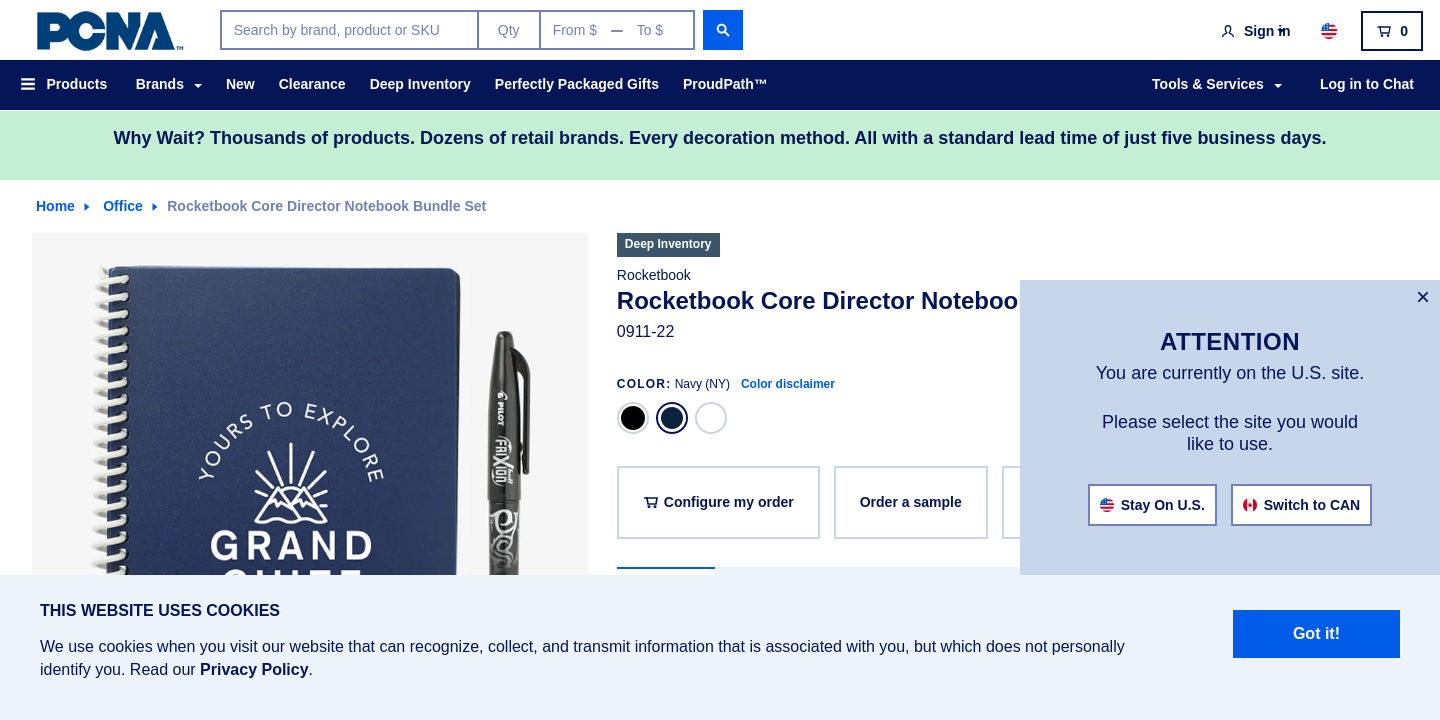 PCNA™
Search by brand, product or SKU
Qty
From $ — To $
Sign in
0
Products
Brands
New
Clearance
Deep Inventory
Perfectly Packaged Gifts
ProudPath™
Tools & Services
Log in to Chat
Why Wait? Thousands of products. Dozens of retail brands. Every decoration method. All with a standard lead time of just five business days.
Home
Office
Rocketbook Core Director Notebook Bundle Set
YOURS TO EXPLORE
GRAND
PILOT
FRIXION
Deep Inventory
Rocketbook
Rocketbook Core Director Noteboo
0911-22
COLOR: Navy (NY) Color disclaimer
Configure my order
Order a sample
×
ATTENTION
You are currently on the U.S. site.
Please select the site you would
like to use.
Stay On U.S.
Switch to CAN
THIS WEBSITE USES COOKIES
We use cookies when you visit our website that can recognize, collect, and transmit information that is associated with you, but which does not personally
identify you. Read our Privacy Policy.
Got it!